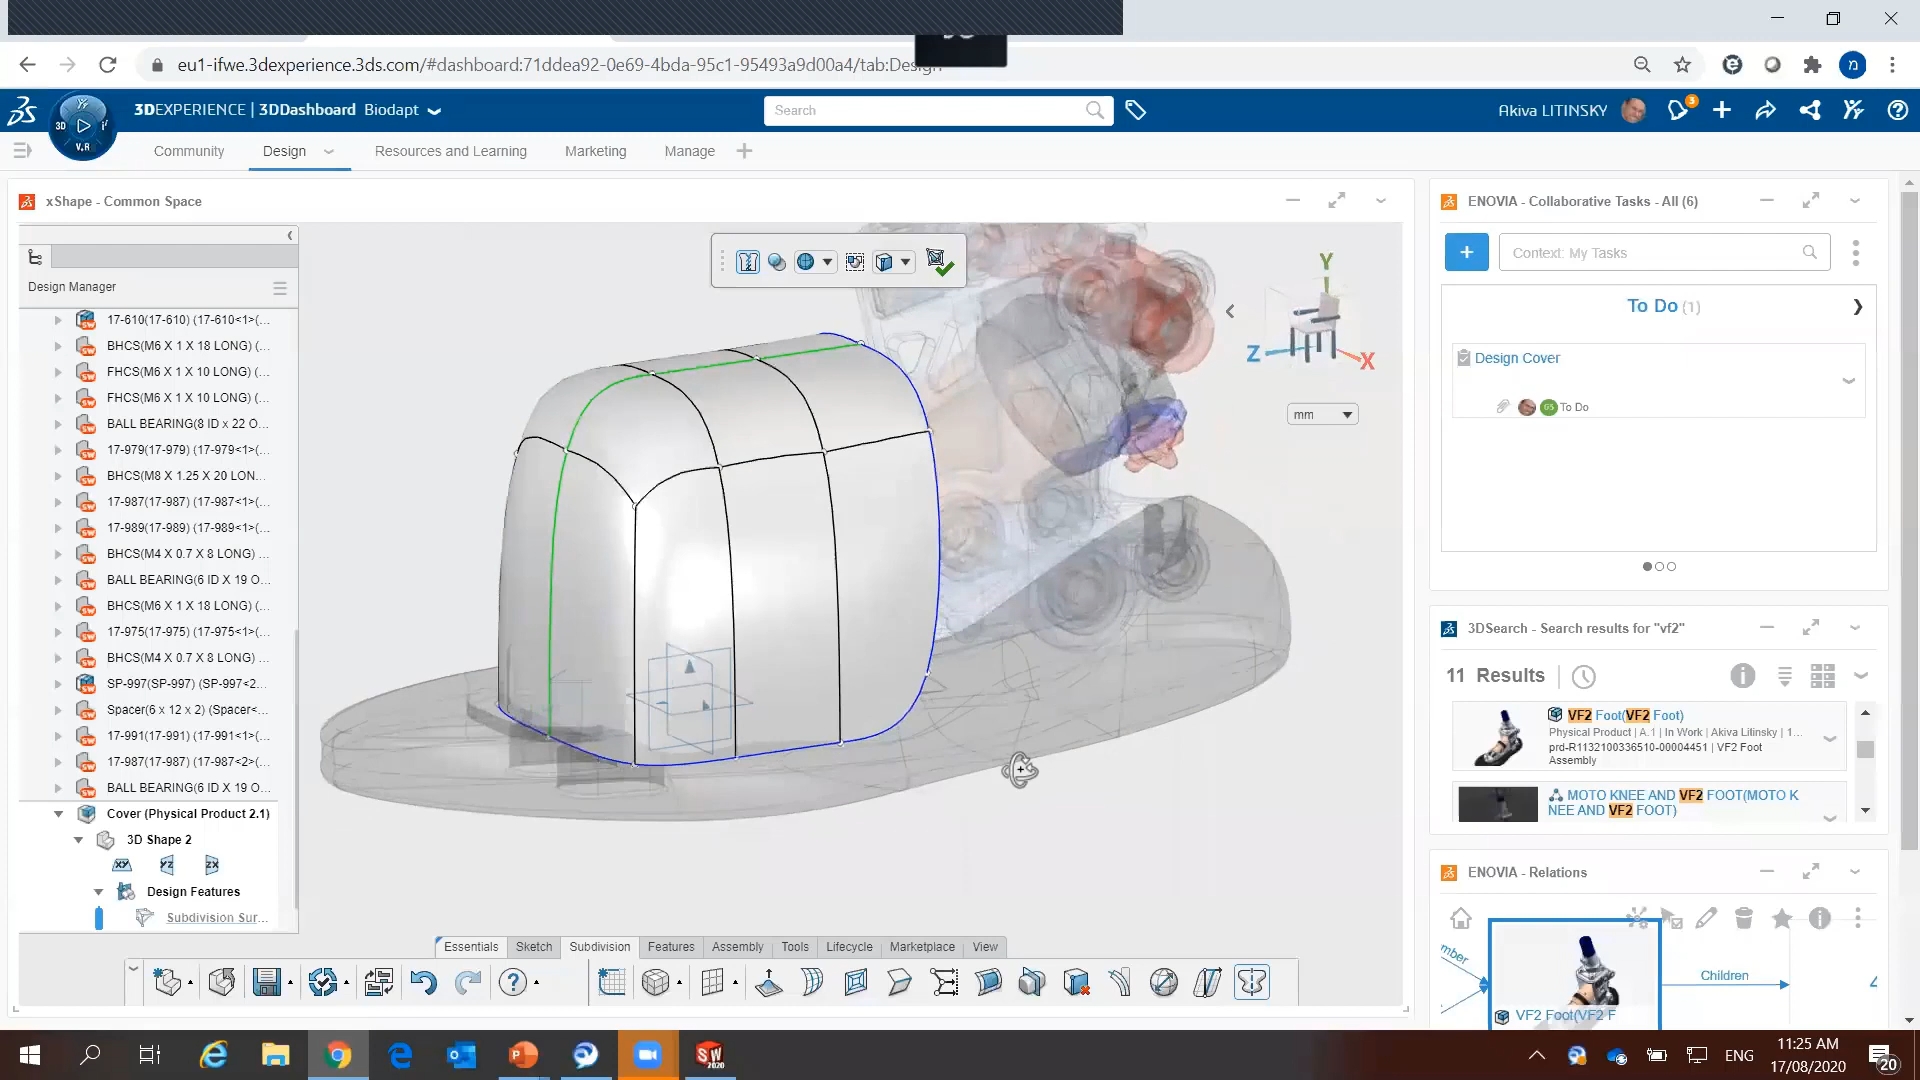 eu1-ifwe.3dexperience.3ds.com/#dashboard:71ddea92-0e69-4bda-95c1-95493a9d00a4/tab:Design
3DEXPERIENCE | 3DDashboard Biodapt
Search
Akiva LITINSKY
3
3D
V.R
Community
Design
Resources and Learning
Marketing
Manage
xShape - Common Space
Design Manager
17-610(17-610) (17-610<1>(...
BHCS(M6 X 1 X 18 LONG) (...
FHCS(M6 X 1 X 10 LONG) (...
FHCS(M6 X 1 X 10 LONG) (...
BALL BEARING(8 ID x 22 O...
17-979(17-979) (17-979<1>(...
BHCS(M8 X 1.25 X 20 LON...
17-987(17-987) (17-987<1>(...
17-989(17-989) (17-989<1>(...
BHCS(M4 X 0.7 X 8 LONG) ...
BALL BEARING(6 ID X 19 O...
BHCS(M6 X 1 X 18 LONG) (...
17-975(17-975) (17-975<1>(...
BHCS(M4 X 0.7 X 8 LONG) ...
SP-997(SP-997) (SP-997<2...
Spacer(6 x 12 x 2) (Spacer<...
17-991(17-991) (17-991<1>(...
17-987(17-987) (17-987<2>(...
BALL BEARING(6 ID X 19 O...
Cover (Physical Product 2.1)
3D Shape 2
XY YZ ZX
Design Features
Subdivision Sur...
Y
Z
X
mm
Essentials
Sketch
Subdivision
Features
Assembly
Tools
Lifecycle
Marketplace
View
ENOVIA - Collaborative Tasks - All (6)
Context: My Tasks
To Do (1)
Design Cover
GS To Do
3DSearch - Search results for "vf2"
11 Results
VF2 Foot(VF2 Foot)
Physical Product | A.1 | In Work | Akiva Litinsky | 1...
prd-R1132100336510-00004451 | VF2 Foot
Assembly
MOTO KNEE AND VF2 FOOT(MOTO K
NEE AND VF2 FOOT)
ENOVIA - Relations
mber
Children
4
VF2 Foot(VF2 F
SW
2020
ENG
11:25 AM
17/08/2020
20